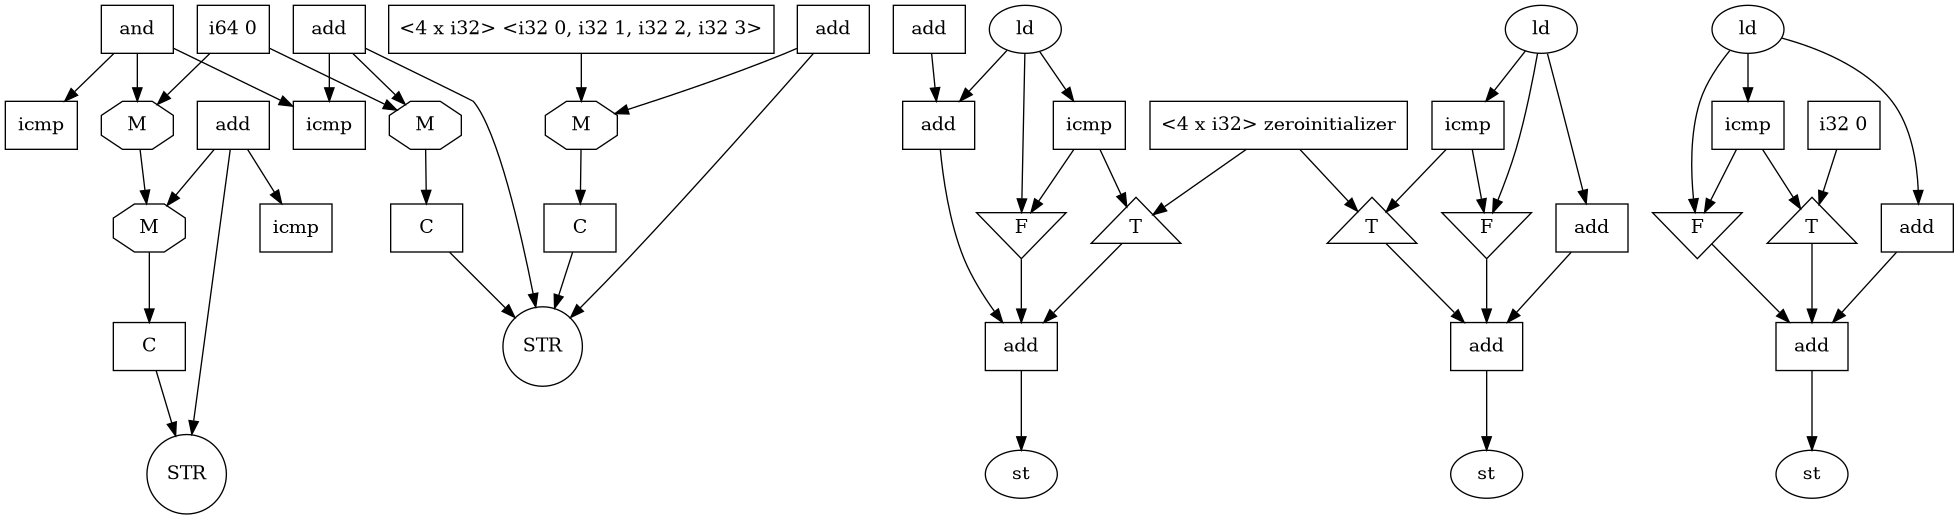 and
i64 0
add
<4 x i32> <i32 0, i32 1, i32 2, i32 3>
add
add
ld
ld
ld
icmp
M
add
icmp
M
M
add
icmp
<4 x i32> zeroinitializer
icmp
icmp
i32 0
M
icmp
C
C
F
T
T
F
add
F
T
add
C
STR
add
add
add
STR
st
st
st